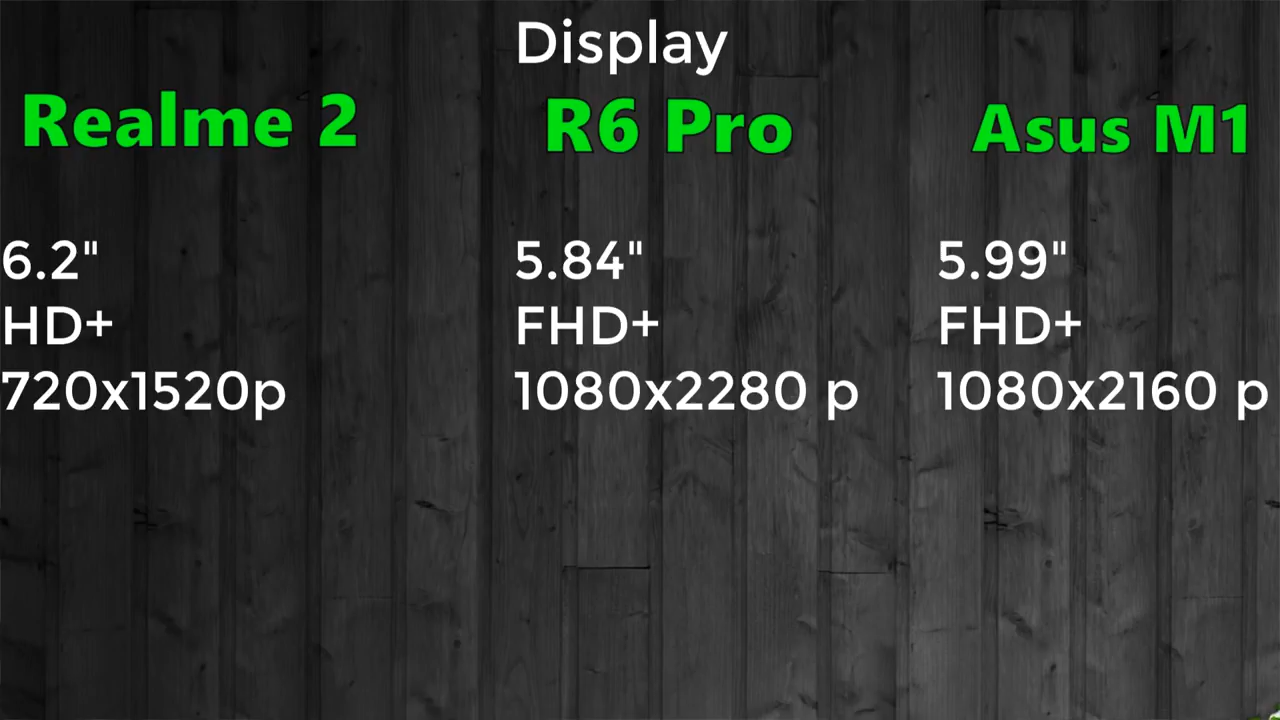 Display
Realme 2
R6 Pro
Asus M1
6.2"
HD+
720x1520p
5.84"
FHD+
1080x2280 p
5.99"
FHD+
1080x2160 p